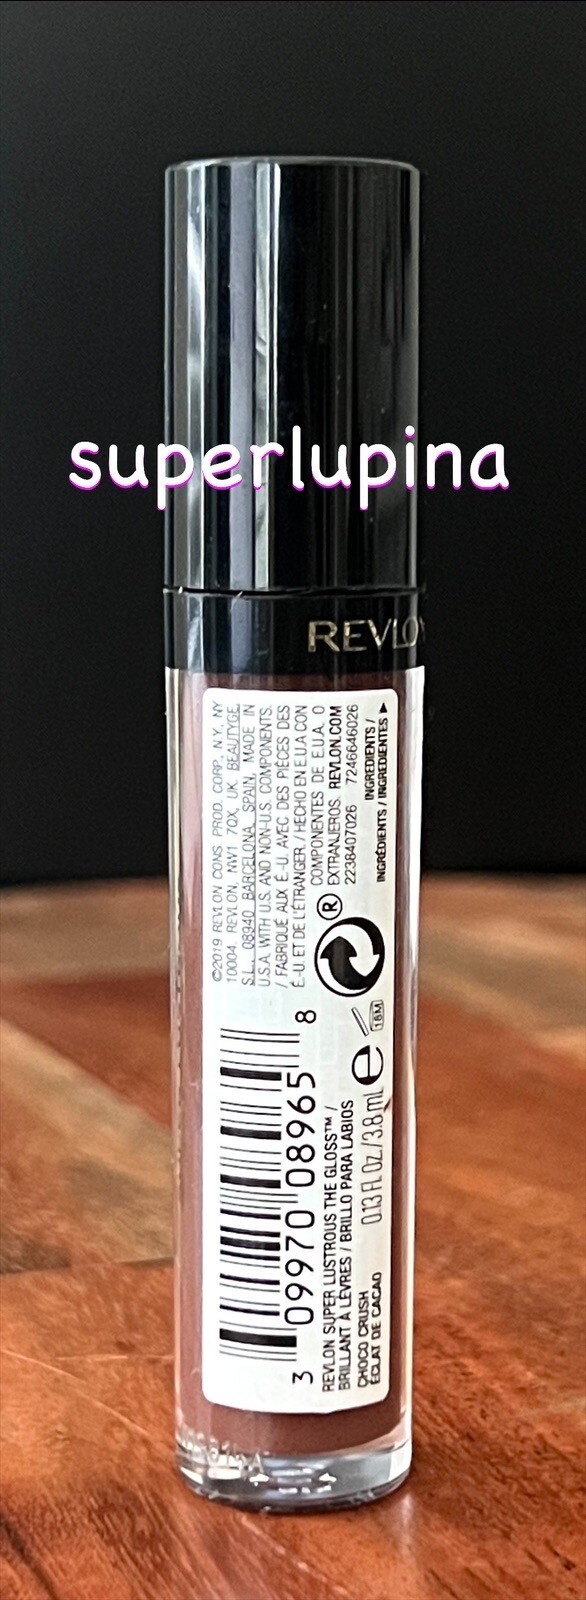 superlupina
REVLON
©2019 REVLON CONS. PROD. CORP., N.Y., NY
10004. REVLON, NW1 7QX, UK. BEAUTYGE,
S.L., 08940 BARCELONA, SPAIN. MADE IN
U.S.A. WITH U.S. AND NON-U.S. COMPONENTS.
/ FABRIQUÉ AUX É.-U. AVEC DES PIÈCES DES
É.-U. ET DE L'ÉTRANGER. / HECHO EN E.U.A CON
COMPONENTES DE E.U.A. O
EXTRANJEROS. REVLON.COM
2238407026 7246646026
INGREDIENTS /
INGRÉDIENTS / INGREDIENTES ▶
®
18M
3 09970 08965 8
REVLON SUPER LUSTROUS THE GLOSS™ /
BRILLANT À LÈVRES / BRILLO PARA LABIOS
CHOCO CRUSH
ÉCLAT DE CACAO
0.13 Fl. Oz./3.8 mL e